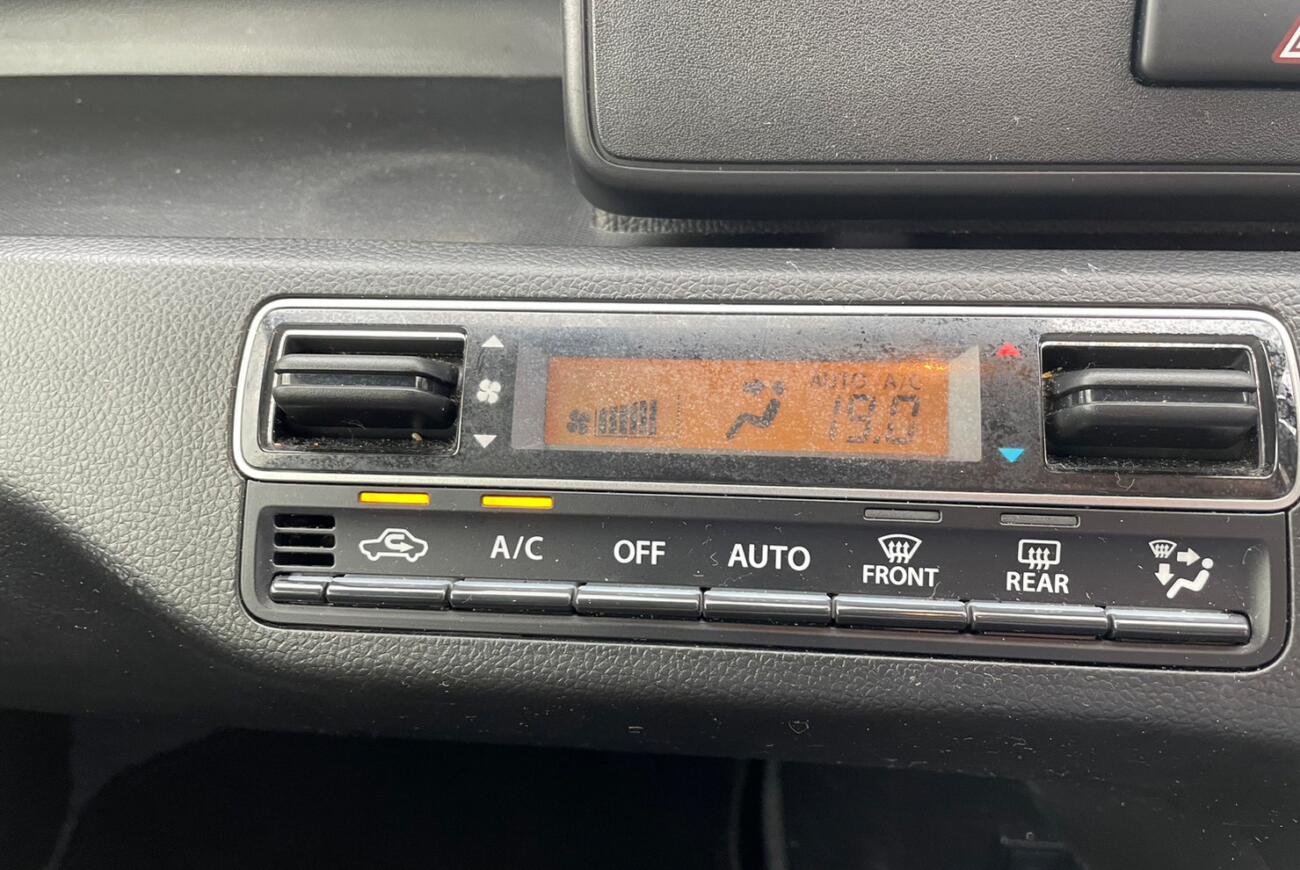 AUTO A/C
19.0
A/C OFF AUTO FRONT REAR